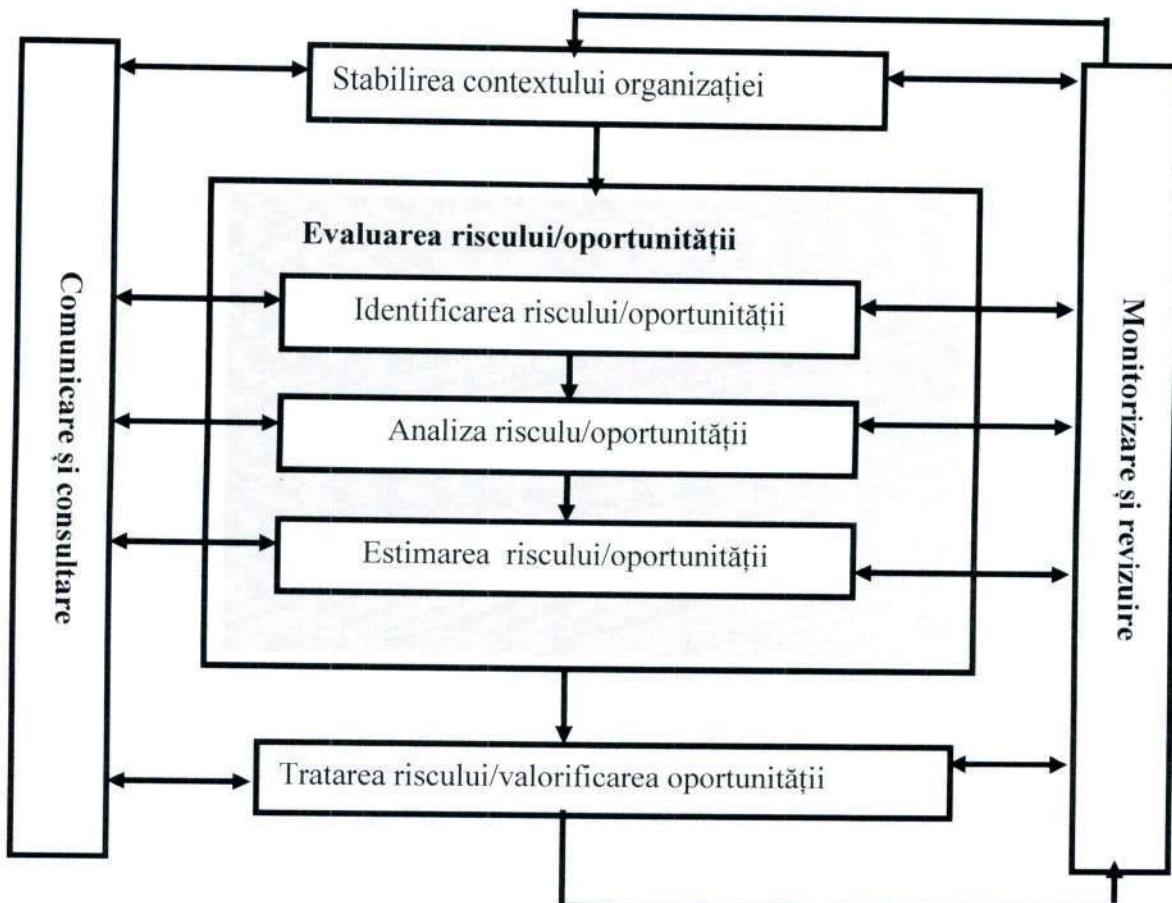 Stabilirea contextului organizației
Evaluarea riscului/oportunității
Identificarea riscului/oportunității
Analiza risculu/oportunității
Estimarea riscului/oportunității
Tratarea riscului/valorificarea oportunității
Comunicare și consultare
Monitorizare și revizuire